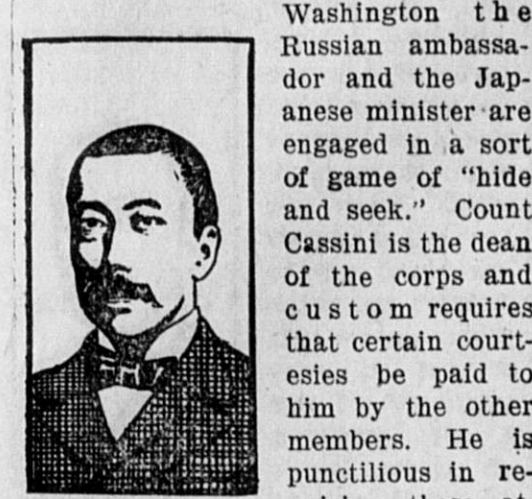 Washington the
Russian ambassa-
dor and the Jap-
anese minister are
engaged in a sort
of game of "hide
and seek." Count
Cassini is the dean
of the corps and
custom requires
that certain court-
esies be paid to
him by the other
members. He is
punctilious in re-